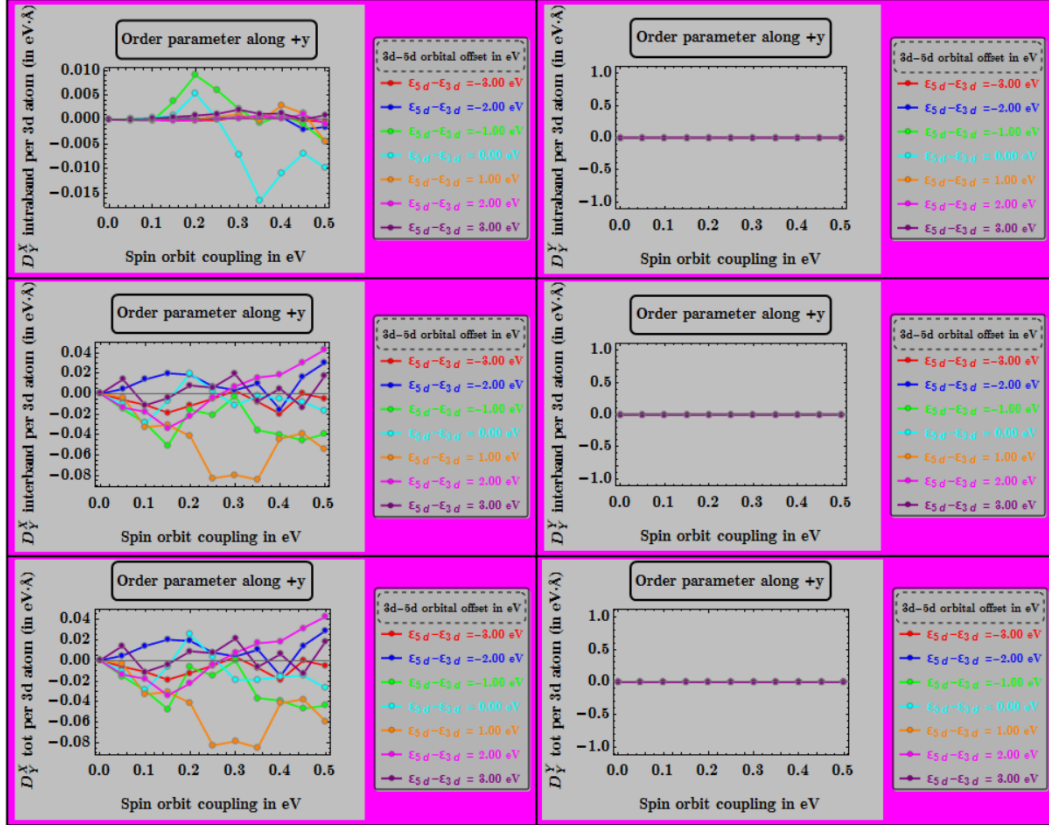 Order parameter along +y
D_Y^X intraband per 3d atom (in eV·Å)
0.010
0.005
0.000
−0.005
−0.010
−0.015
0.0 0.1 0.2 0.3 0.4 0.5
Spin orbit coupling in eV
3d−5d orbital offset in eV
ε5d−ε3d =−3.00 eV
ε5d−ε3d =−2.00 eV
ε5d−ε3d =−1.00 eV
ε5d−ε3d = 0.00 eV
ε5d−ε3d = 1.00 eV
ε5d−ε3d = 2.00 eV
ε5d−ε3d = 3.00 eV
Order parameter along +y
D_Y^Y intraband per 3d atom (in eV·Å)
1.0
0.5
0.0
−0.5
−1.0
0.0 0.1 0.2 0.3 0.4 0.5
Spin orbit coupling in eV
3d−5d orbital offset in eV
ε5d−ε3d =−3.00 eV
ε5d−ε3d =−2.00 eV
ε5d−ε3d =−1.00 eV
ε5d−ε3d = 0.00 eV
ε5d−ε3d = 1.00 eV
ε5d−ε3d = 2.00 eV
ε5d−ε3d = 3.00 eV
Order parameter along +y
D_Y^X interband per 3d atom (in eV·Å)
0.04
0.02
0.00
−0.02
−0.04
−0.06
−0.08
0.0 0.1 0.2 0.3 0.4 0.5
Spin orbit coupling in eV
3d−5d orbital offset in eV
ε5d−ε3d =−3.00 eV
ε5d−ε3d =−2.00 eV
ε5d−ε3d =−1.00 eV
ε5d−ε3d = 0.00 eV
ε5d−ε3d = 1.00 eV
ε5d−ε3d = 2.00 eV
ε5d−ε3d = 3.00 eV
Order parameter along +y
D_Y^Y interband per 3d atom (in eV·Å)
1.0
0.5
0.0
−0.5
−1.0
0.0 0.1 0.2 0.3 0.4 0.5
Spin orbit coupling in eV
3d−5d orbital offset in eV
ε5d−ε3d =−3.00 eV
ε5d−ε3d =−2.00 eV
ε5d−ε3d =−1.00 eV
ε5d−ε3d = 0.00 eV
ε5d−ε3d = 1.00 eV
ε5d−ε3d = 2.00 eV
ε5d−ε3d = 3.00 eV
Order parameter along +y
D_Y^X tot per 3d atom (in eV·Å)
0.04
0.02
0.00
−0.02
−0.04
−0.06
−0.08
0.0 0.1 0.2 0.3 0.4 0.5
Spin orbit coupling in eV
3d−5d orbital offset in eV
ε5d−ε3d =−3.00 eV
ε5d−ε3d =−2.00 eV
ε5d−ε3d =−1.00 eV
ε5d−ε3d = 0.00 eV
ε5d−ε3d = 1.00 eV
ε5d−ε3d = 2.00 eV
ε5d−ε3d = 3.00 eV
Order parameter along +y
D_Y^Y tot per 3d atom (in eV·Å)
1.0
0.5
0.0
−0.5
−1.0
0.0 0.1 0.2 0.3 0.4 0.5
Spin orbit coupling in eV
3d−5d orbital offset in eV
ε5d−ε3d =−3.00 eV
ε5d−ε3d =−2.00 eV
ε5d−ε3d =−1.00 eV
ε5d−ε3d = 0.00 eV
ε5d−ε3d = 1.00 eV
ε5d−ε3d = 2.00 eV
ε5d−ε3d = 3.00 eV